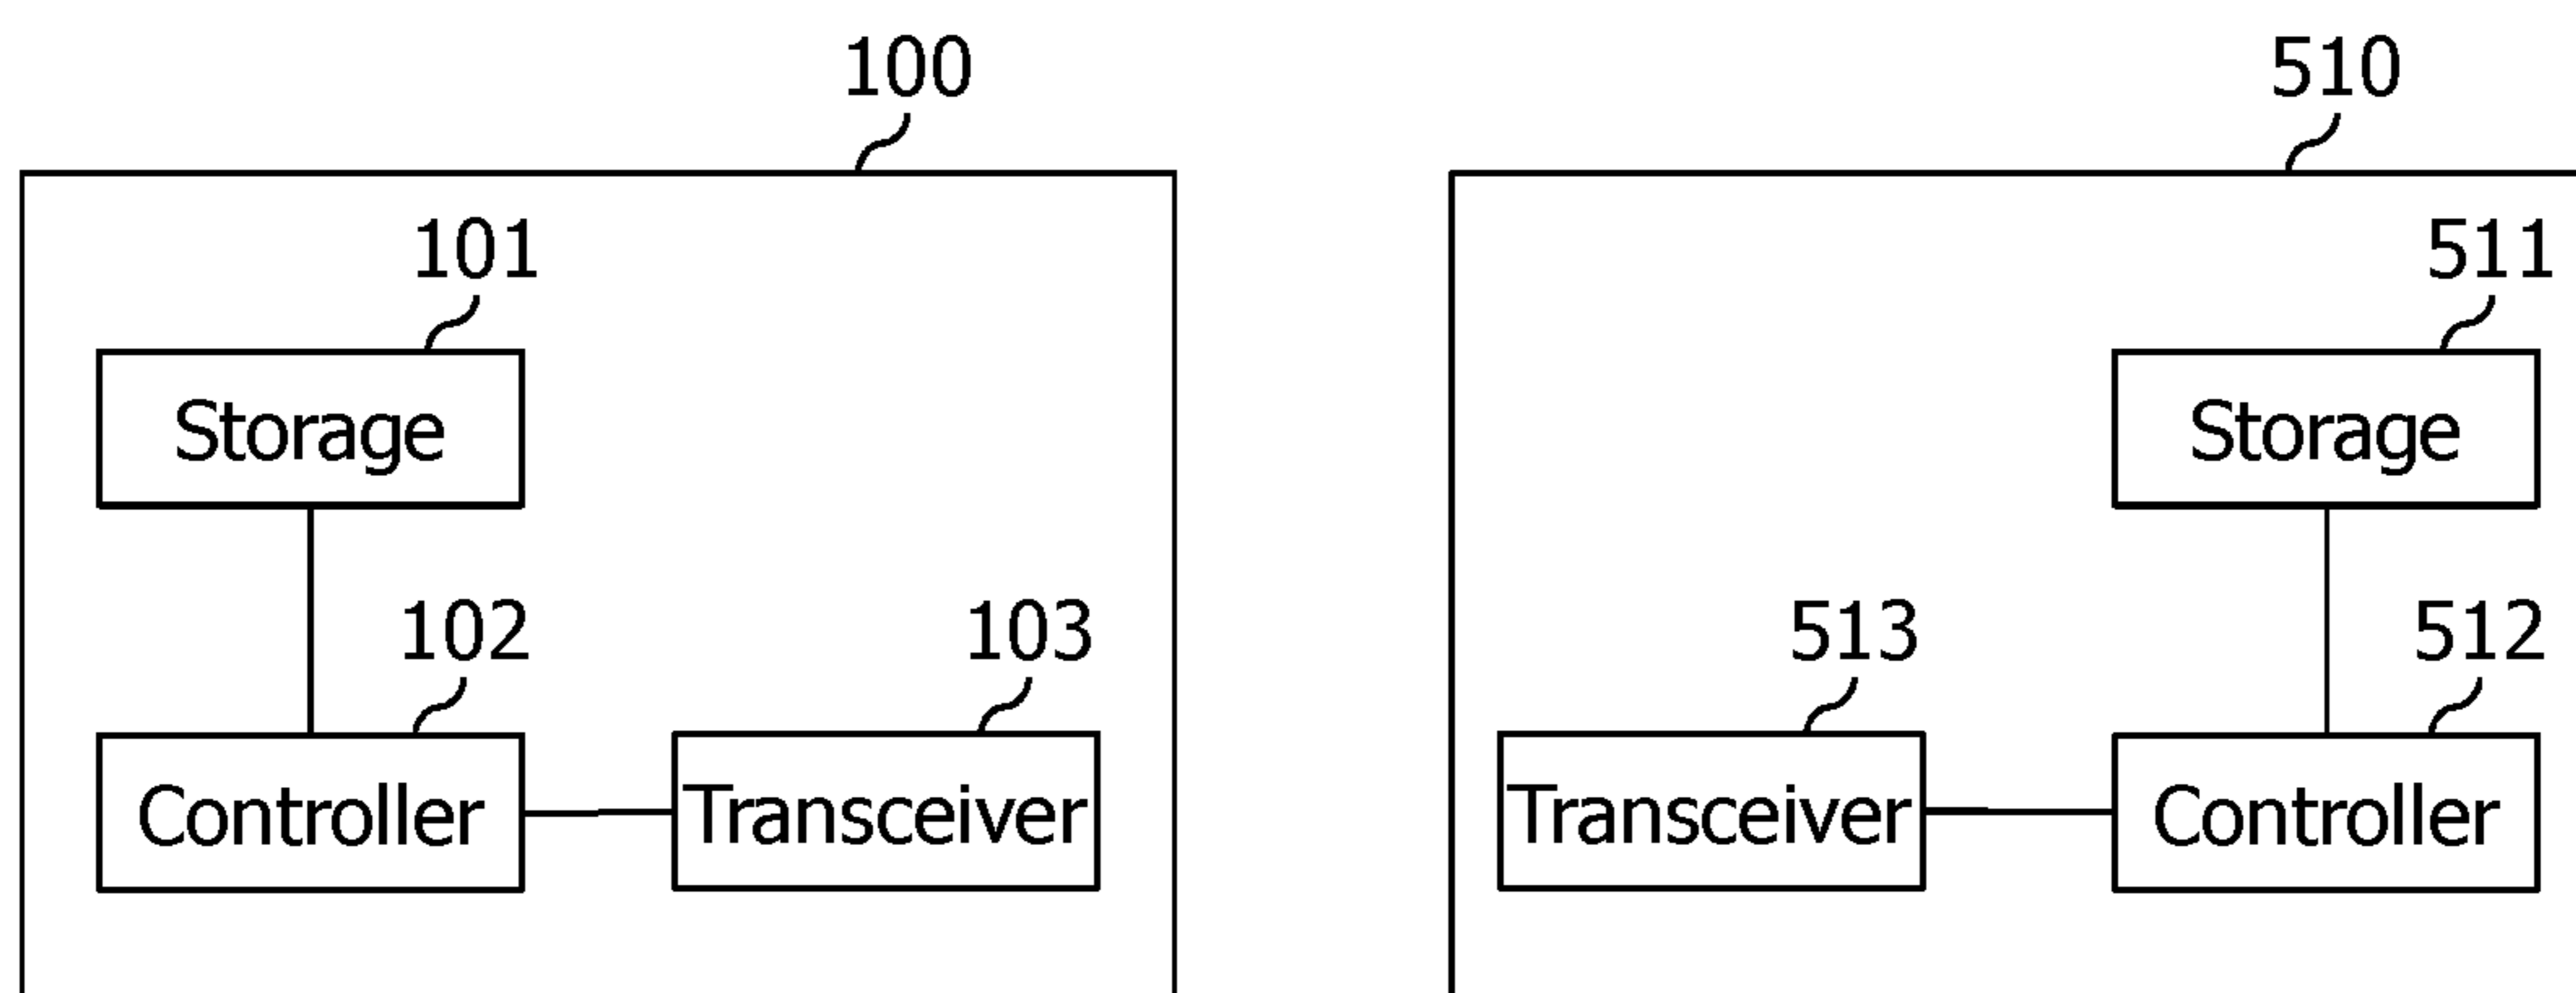 100
510
101
511
Storage
Storage
102
103
513
512
Controller
Transceiver
Transceiver
Controller